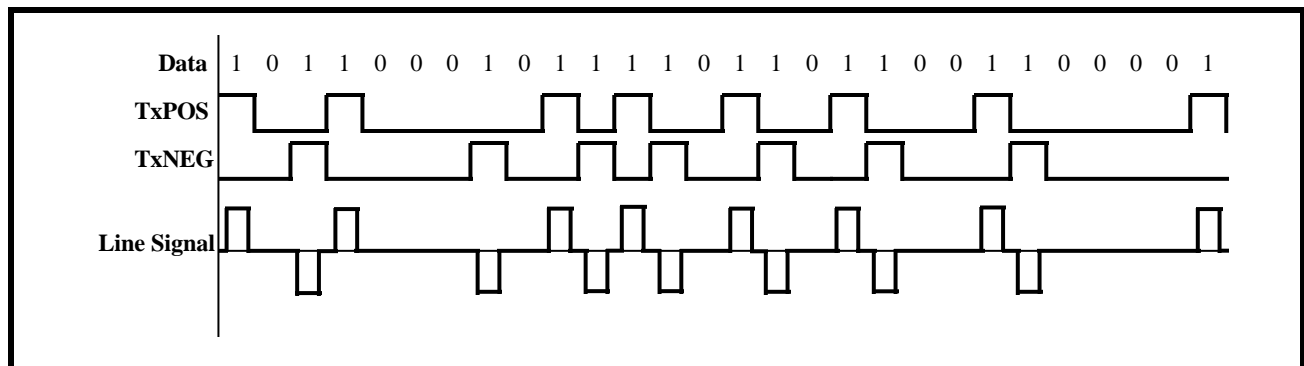 Data 1 0 1 1 0 0 0 1 0 1 1 1 1 0 1 1 0 1 1 0 0 1 1 0 0 0 0 1
TxPOS
TxNEG
Line Signal